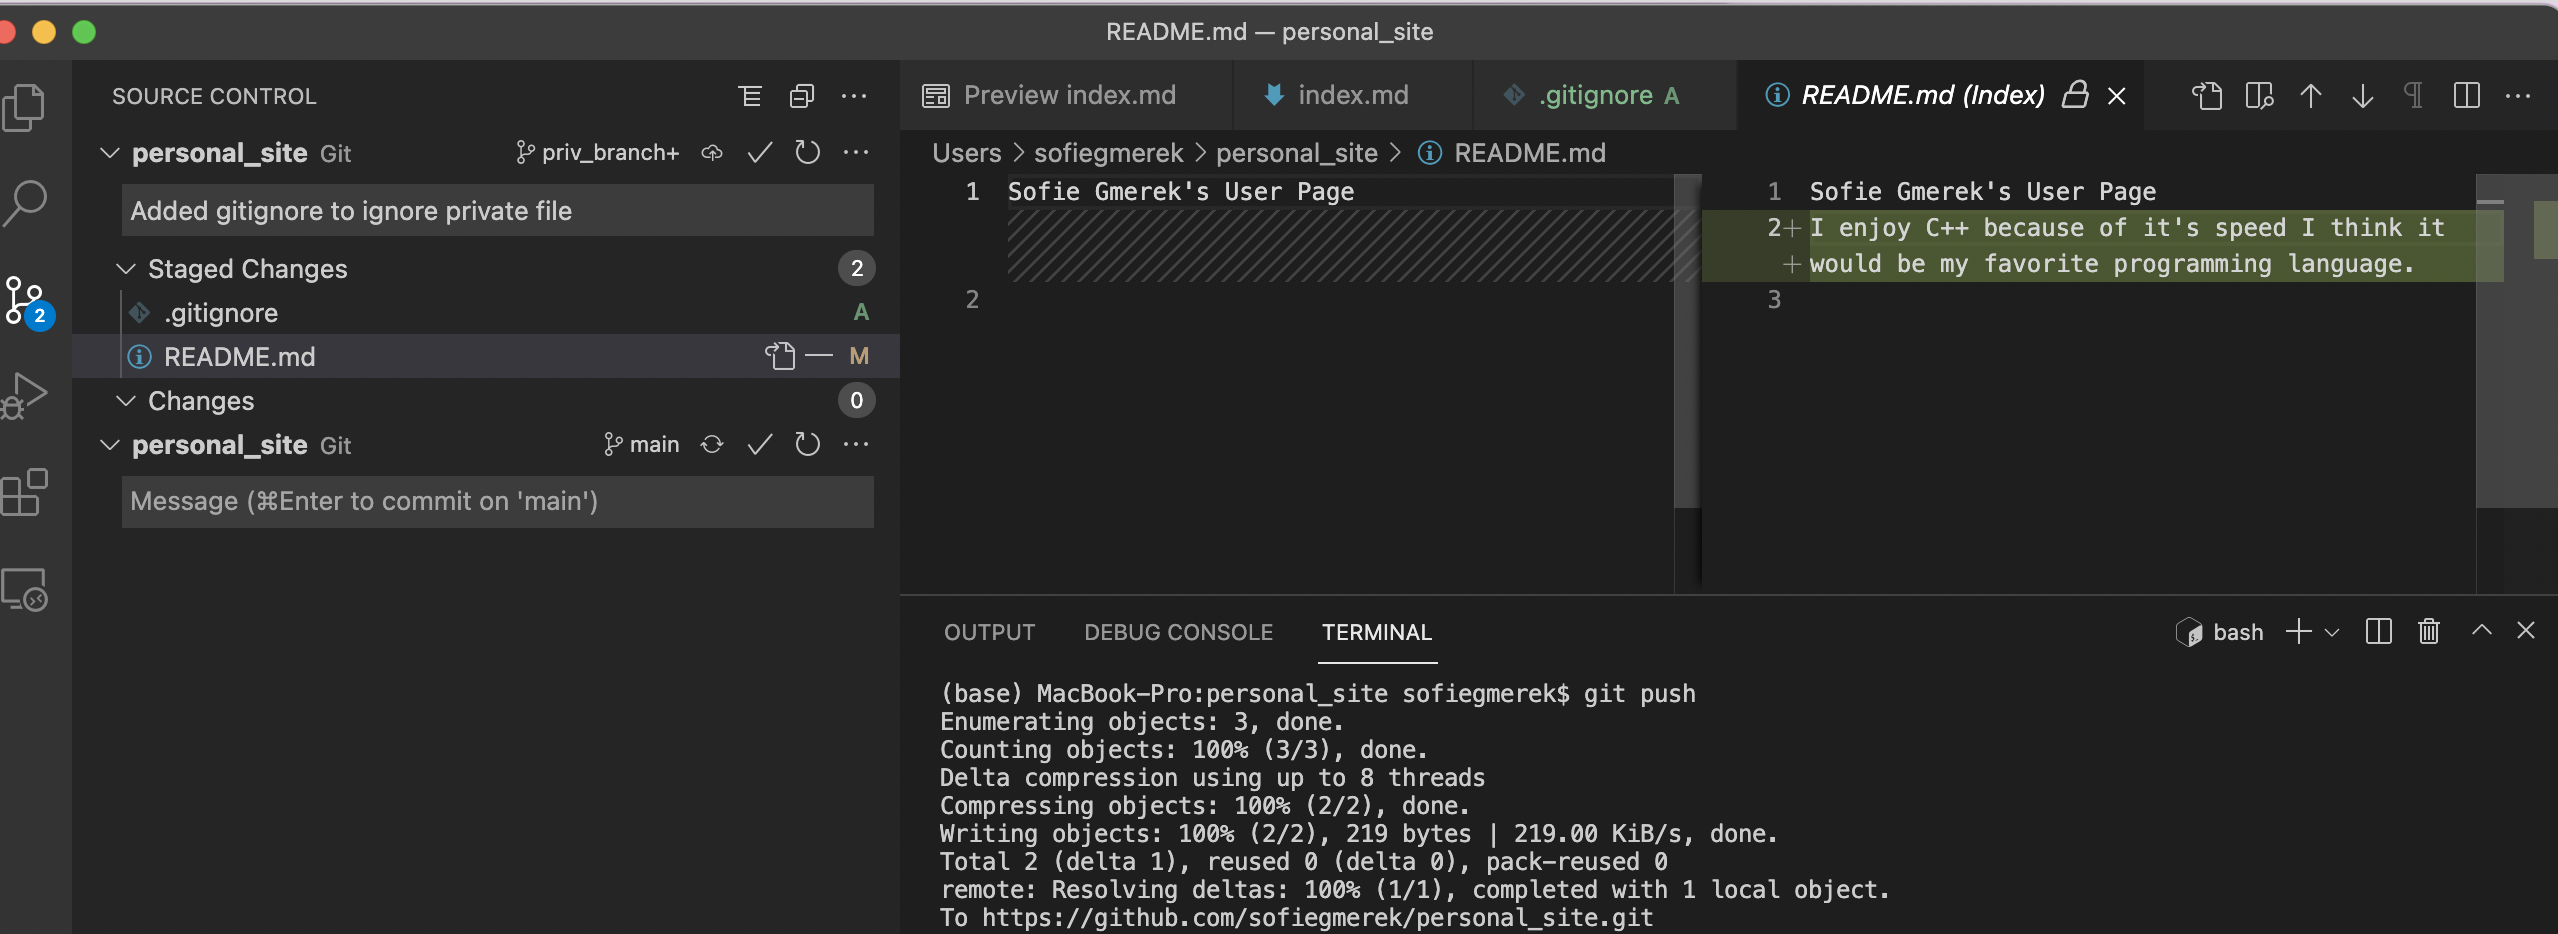 README.md — personal_site
SOURCE CONTROL
personal_site Git priv_branch+
Added gitignore to ignore private file
Staged Changes 2
.gitignore A
README.md M
Changes 0
personal_site Git main
Message (⌘Enter to commit on 'main')
2
Preview index.md
index.md
.gitignore A
README.md (Index)
Users > sofiegmerek > personal_site > README.md
1 Sofie Gmerek's User Page
2
1 Sofie Gmerek's User Page
2+ I enjoy C++ because of it's speed I think it
+ would be my favorite programming language.
3
OUTPUT DEBUG CONSOLE TERMINAL
bash
(base) MacBook-Pro:personal_site sofiegmerek$ git push
Enumerating objects: 3, done.
Counting objects: 100% (3/3), done.
Delta compression using up to 8 threads
Compressing objects: 100% (2/2), done.
Writing objects: 100% (2/2), 219 bytes | 219.00 KiB/s, done.
Total 2 (delta 1), reused 0 (delta 0), pack-reused 0
remote: Resolving deltas: 100% (1/1), completed with 1 local object.
To https://github.com/sofiegmerek/personal_site.git